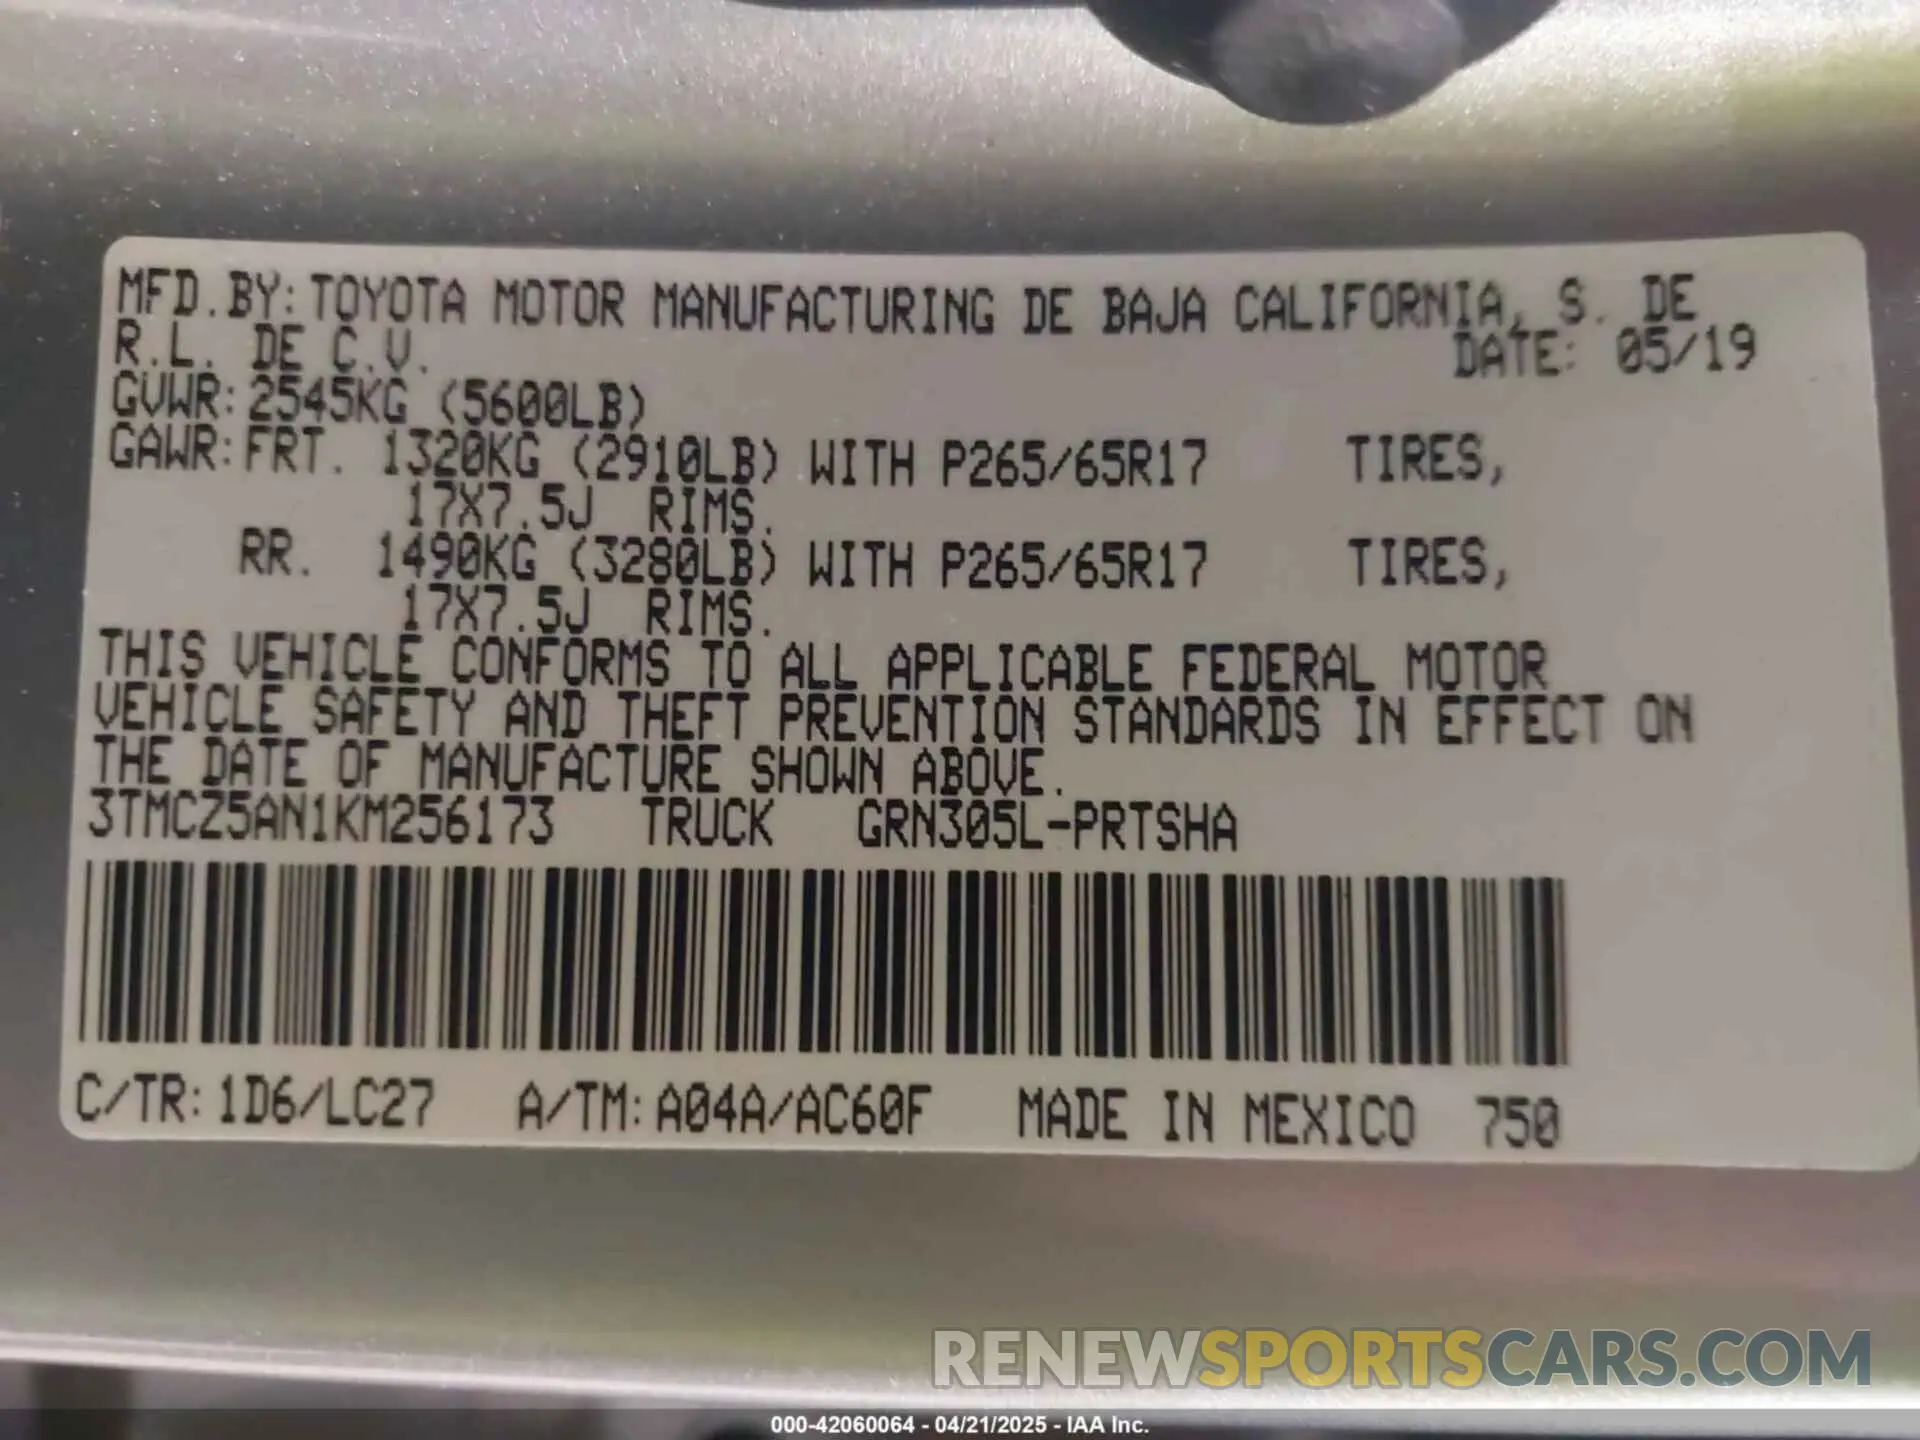 MFD.BY:TOYOTA MOTOR MANUFACTURING DE BAJA CALIFORNIA, S. DE
R.L. DE C.V. DATE: 05/19
GVWR:2545KG (5600LB)
GAWR:FRT. 1320KG (2910LB) WITH P265/65R17 TIRES,
17X7.5J RIMS.
RR. 1490KG (3280LB) WITH P265/65R17 TIRES,
17X7.5J RIMS.
THIS VEHICLE CONFORMS TO ALL APPLICABLE FEDERAL MOTOR
VEHICLE SAFETY AND THEFT PREVENTION STANDARDS IN EFFECT ON
THE DATE OF MANUFACTURE SHOWN ABOVE.
3TMCZ5AN1KM256173 TRUCK GRN305L-PRTSHA
C/TR:1D6/LC27 A/TM:A04A/AC60F MADE IN MEXICO 750
RENEWSPORTSCARS.COM
000-42060064 - 04/21/2025 - IAA Inc.